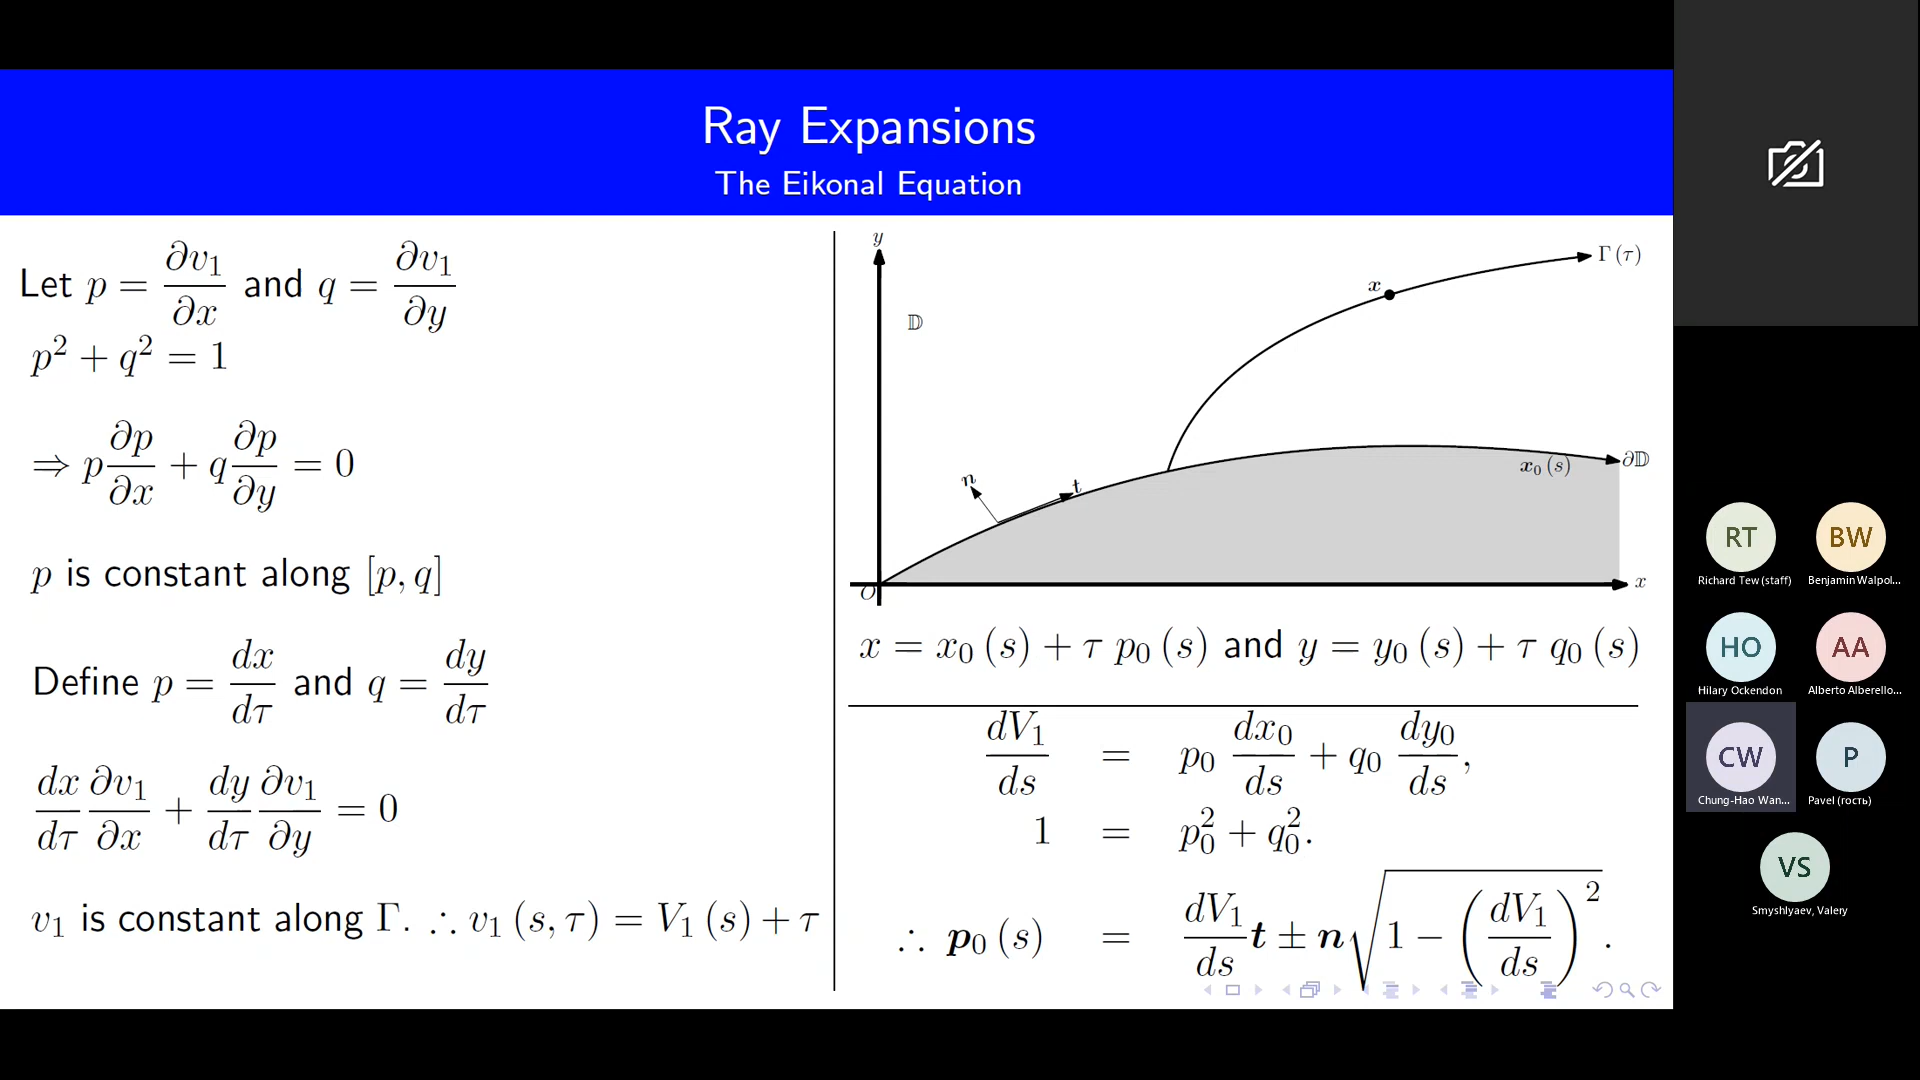 Ray Expansions
The Eikonal Equation
Let p = ∂v₁/∂x and q = ∂v₁/∂y
p² + q² = 1
⇒ p ∂p/∂x + q ∂p/∂y = 0
p is constant along [p, q]
Define p = dx/dτ and q = dy/dτ
dx/dτ ∂v₁/∂x + dy/dτ ∂v₁/∂y = 0
v₁ is constant along Γ. ∴ v₁ (s, τ) = V₁ (s) + τ
y
Γ (τ)
x
𝔻
n
t
x₀ (s)
∂𝔻
O
x
x = x₀ (s) + τ p₀ (s) and y = y₀ (s) + τ q₀ (s)
dV₁/ds = p₀ dx₀/ds + q₀ dy₀/ds,
1 = p₀² + q₀².
∴ p₀ (s) = dV₁/ds t ± n √(1 − (dV₁/ds)²).
RT
Richard Tew (staff)
BW
Benjamin Walpol...
HO
Hilary Ockendon
AA
Alberto Alberello...
CW
Chung-Hao Wan...
P
Pavel (гость)
VS
Smyshlyaev, Valery